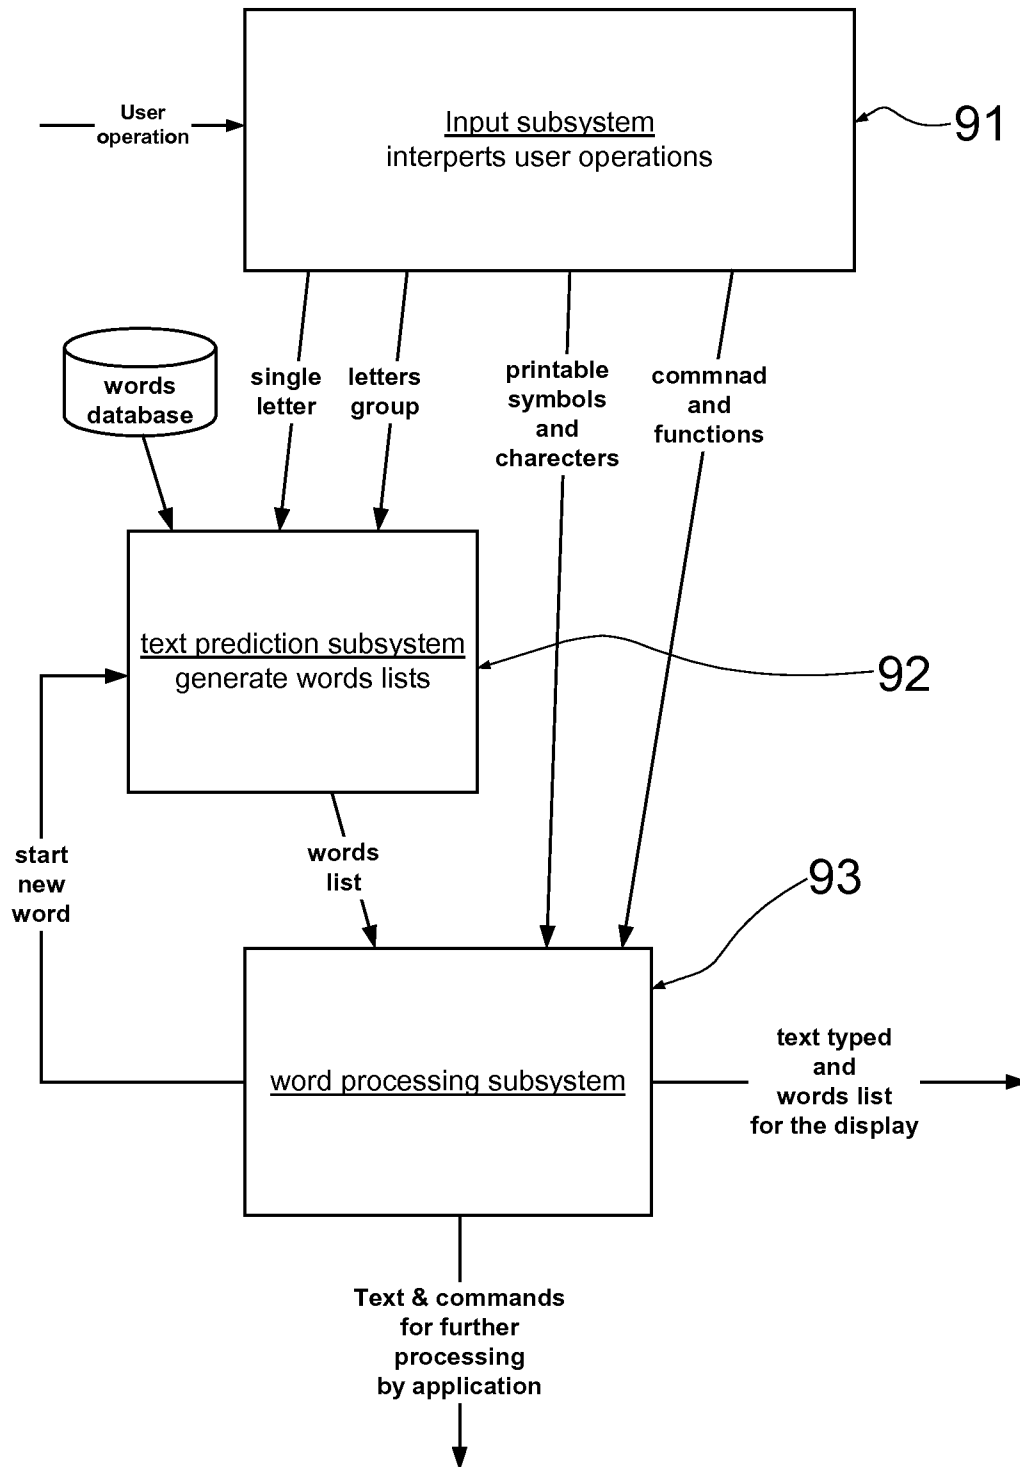 User
operation
Input subsystem
interperts user operations
91
words
database
single
letter
letters
group
printable
symbols
and
charecters
commnad
and
functions
text prediction subsystem
generate words lists
92
start
new
word
words
list
93
word processing subsystem
text typed
and
words list
for the display
Text & commands
for further
processing
by application